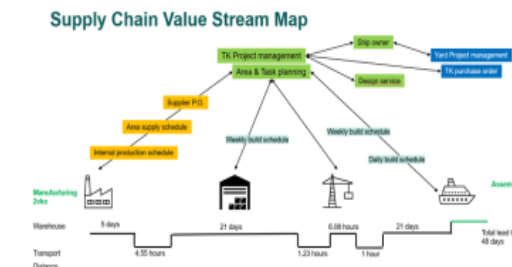 Supply Chain Value Stream Map
Ship owner
TK Project management
Yard Project management
Area & Task planning
TK purchase order
Design service
Supplier P.O.
Area supply schedule
Weekly build schedule
Weekly build schedule
Internal production schedule
Daily build schedule
Manufacturing
2vks
Assem
Warehouse
5 days
21 days
6.08 hours
21 days
Total lead t
48 days
Transport
4.55 hours
1.23 hours
1 hour
Distance